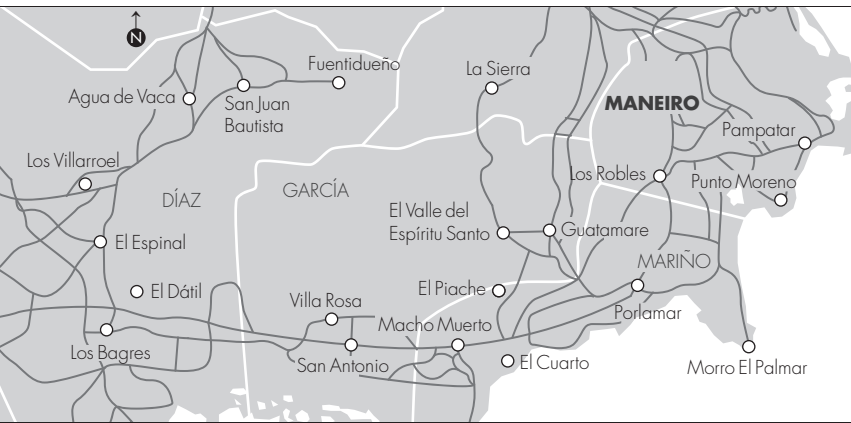 N
Fuentidueño
La Sierra
Agua de Vaca
San Juan
Bautista
MANEIRO
Pampatar
Los Villarroel
Los Robles
Punto Moreno
DÍAZ
GARCÍA
El Valle del
Espíritu Santo
Guatamare
El Espinal
MARIÑO
El Dátil
Villa Rosa
El Piache
Porlamar
Macho Muerto
Los Bagres
San Antonio
El Cuarto
Morro El Palmar